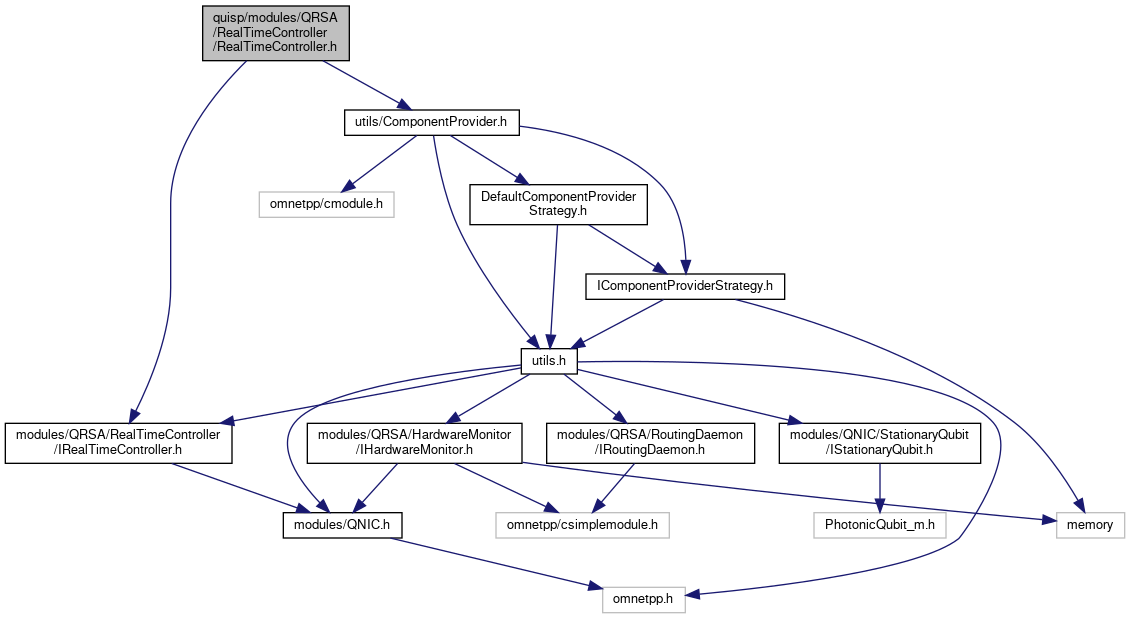 quisp/modules/QRSA
/RealTimeController
/RealTimeController.h
utils/ComponentProvider.h
omnetpp/cmodule.h
DefaultComponentProvider
Strategy.h
IComponentProviderStrategy.h
utils.h
modules/QRSA/RealTimeController
/IRealTimeController.h
modules/QRSA/HardwareMonitor
/IHardwareMonitor.h
modules/QRSA/RoutingDaemon
/IRoutingDaemon.h
modules/QNIC/StationaryQubit
/IStationaryQubit.h
modules/QNIC.h
omnetpp/csimplemodule.h
PhotonicQubit_m.h
memory
omnetpp.h